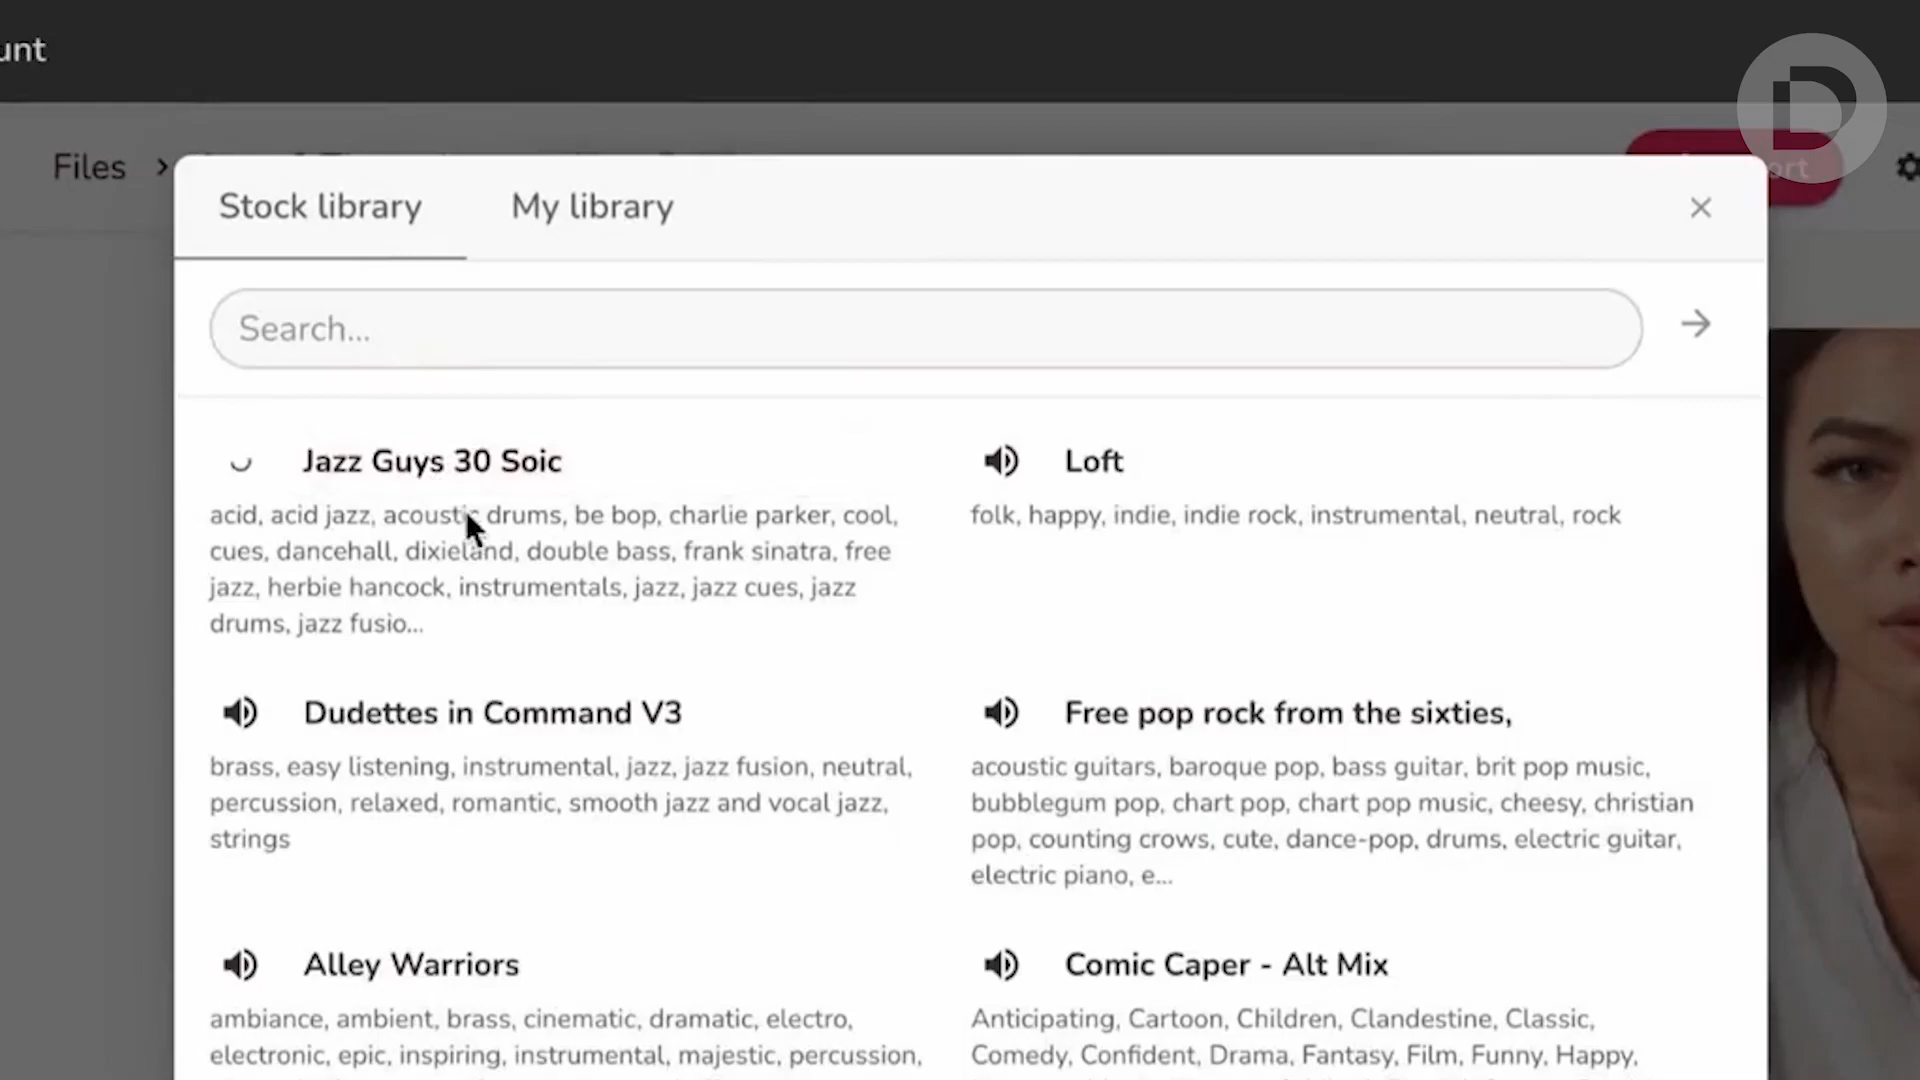 unt
Files >
ort
Stock library
My library
Search...
Jazz Guys 30 Soic
acid, acid jazz, acoustic drums, be bop, charlie parker, cool,
cues, dancehall, dixieland, double bass, frank sinatra, free
jazz, herbie hancock, instrumentals, jazz, jazz cues, jazz
drums, jazz fusio...
Loft
folk, happy, indie, indie rock, instrumental, neutral, rock
Dudettes in Command V3
brass, easy listening, instrumental, jazz, jazz fusion, neutral,
percussion, relaxed, romantic, smooth jazz and vocal jazz,
strings
Free pop rock from the sixties,
acoustic guitars, baroque pop, bass guitar, brit pop music,
bubblegum pop, chart pop, chart pop music, cheesy, christian
pop, counting crows, cute, dance-pop, drums, electric guitar,
electric piano, e...
Alley Warriors
ambiance, ambient, brass, cinematic, dramatic, electro,
electronic, epic, inspiring, instrumental, majestic, percussion,
Comic Caper - Alt Mix
Anticipating, Cartoon, Children, Clandestine, Classic,
Comedy, Confident, Drama, Fantasy, Film, Funny, Happy,